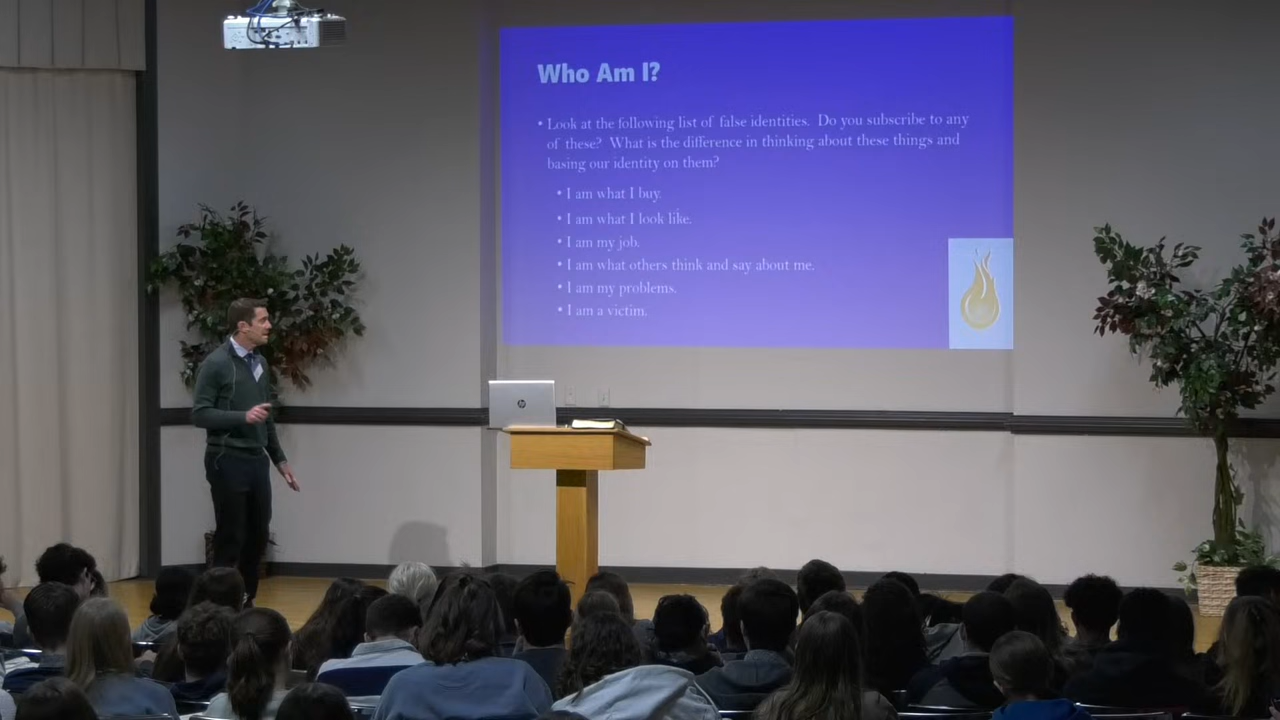 Who Am I?
• Look at the following list of false identities. Do you subscribe to any
of these? What is the difference in thinking about these things and
basing our identity on them?
• I am what I buy.
• I am what I look like.
• I am my job.
• I am what others think and say about me.
• I am my problems.
• I am a victim.
hp